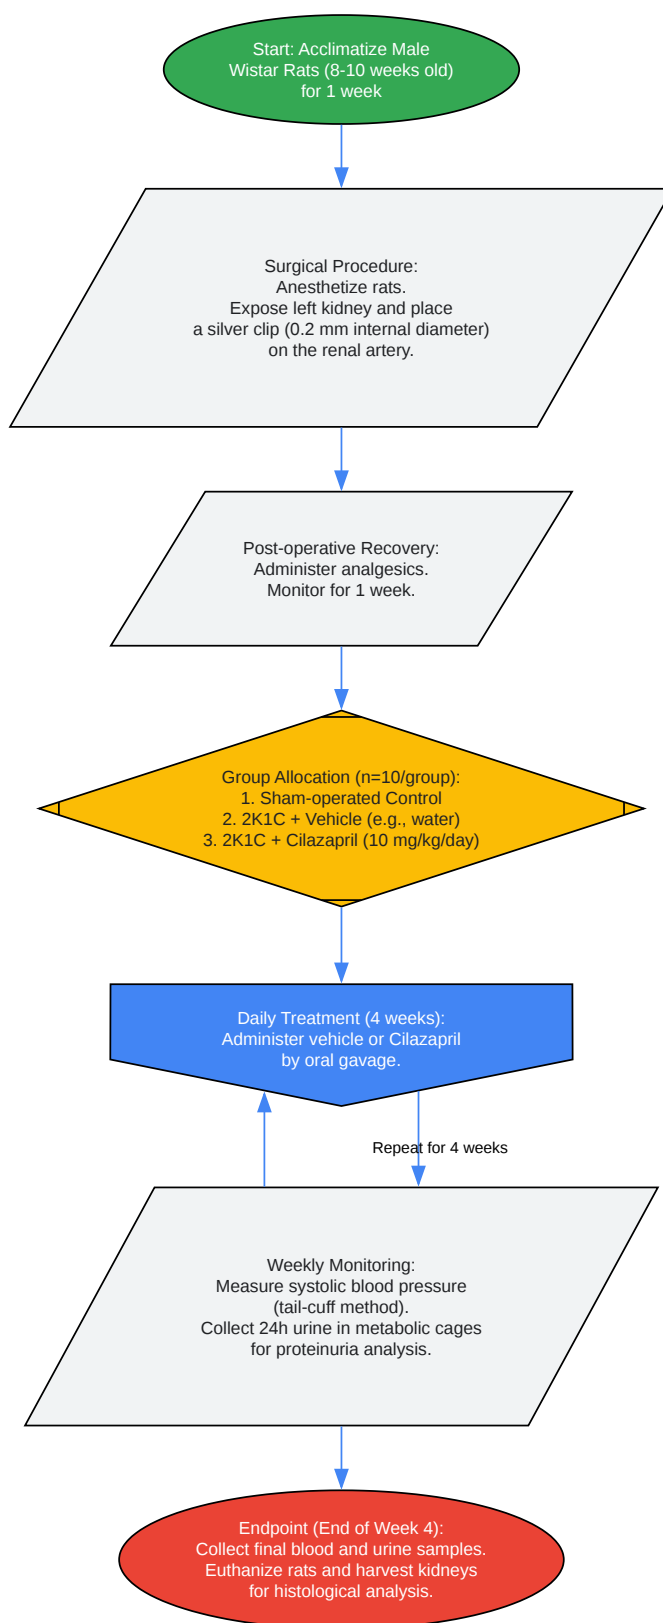 Start: Acclimatize Male
Wistar Rats (8-10 weeks old)
for 1 week
Surgical Procedure:
Anesthetize rats.
Expose left kidney and place
a silver clip (0.2 mm internal diameter)
on the renal artery.
Post-operative Recovery:
Administer analgesics.
Monitor for 1 week.
Group Allocation (n=10/group):
1. Sham-operated Control
2. 2K1C + Vehicle (e.g., water)
3. 2K1C + Cilazapril (10 mg/kg/day)
Daily Treatment (4 weeks):
Administer vehicle or Cilazapril
by oral gavage.
Repeat for 4 weeks
Weekly Monitoring:
Measure systolic blood pressure
(tail-cuff method).
Collect 24h urine in metabolic cages
for proteinuria analysis.
Endpoint (End of Week 4):
Collect final blood and urine samples.
Euthanize rats and harvest kidneys
for histological analysis.